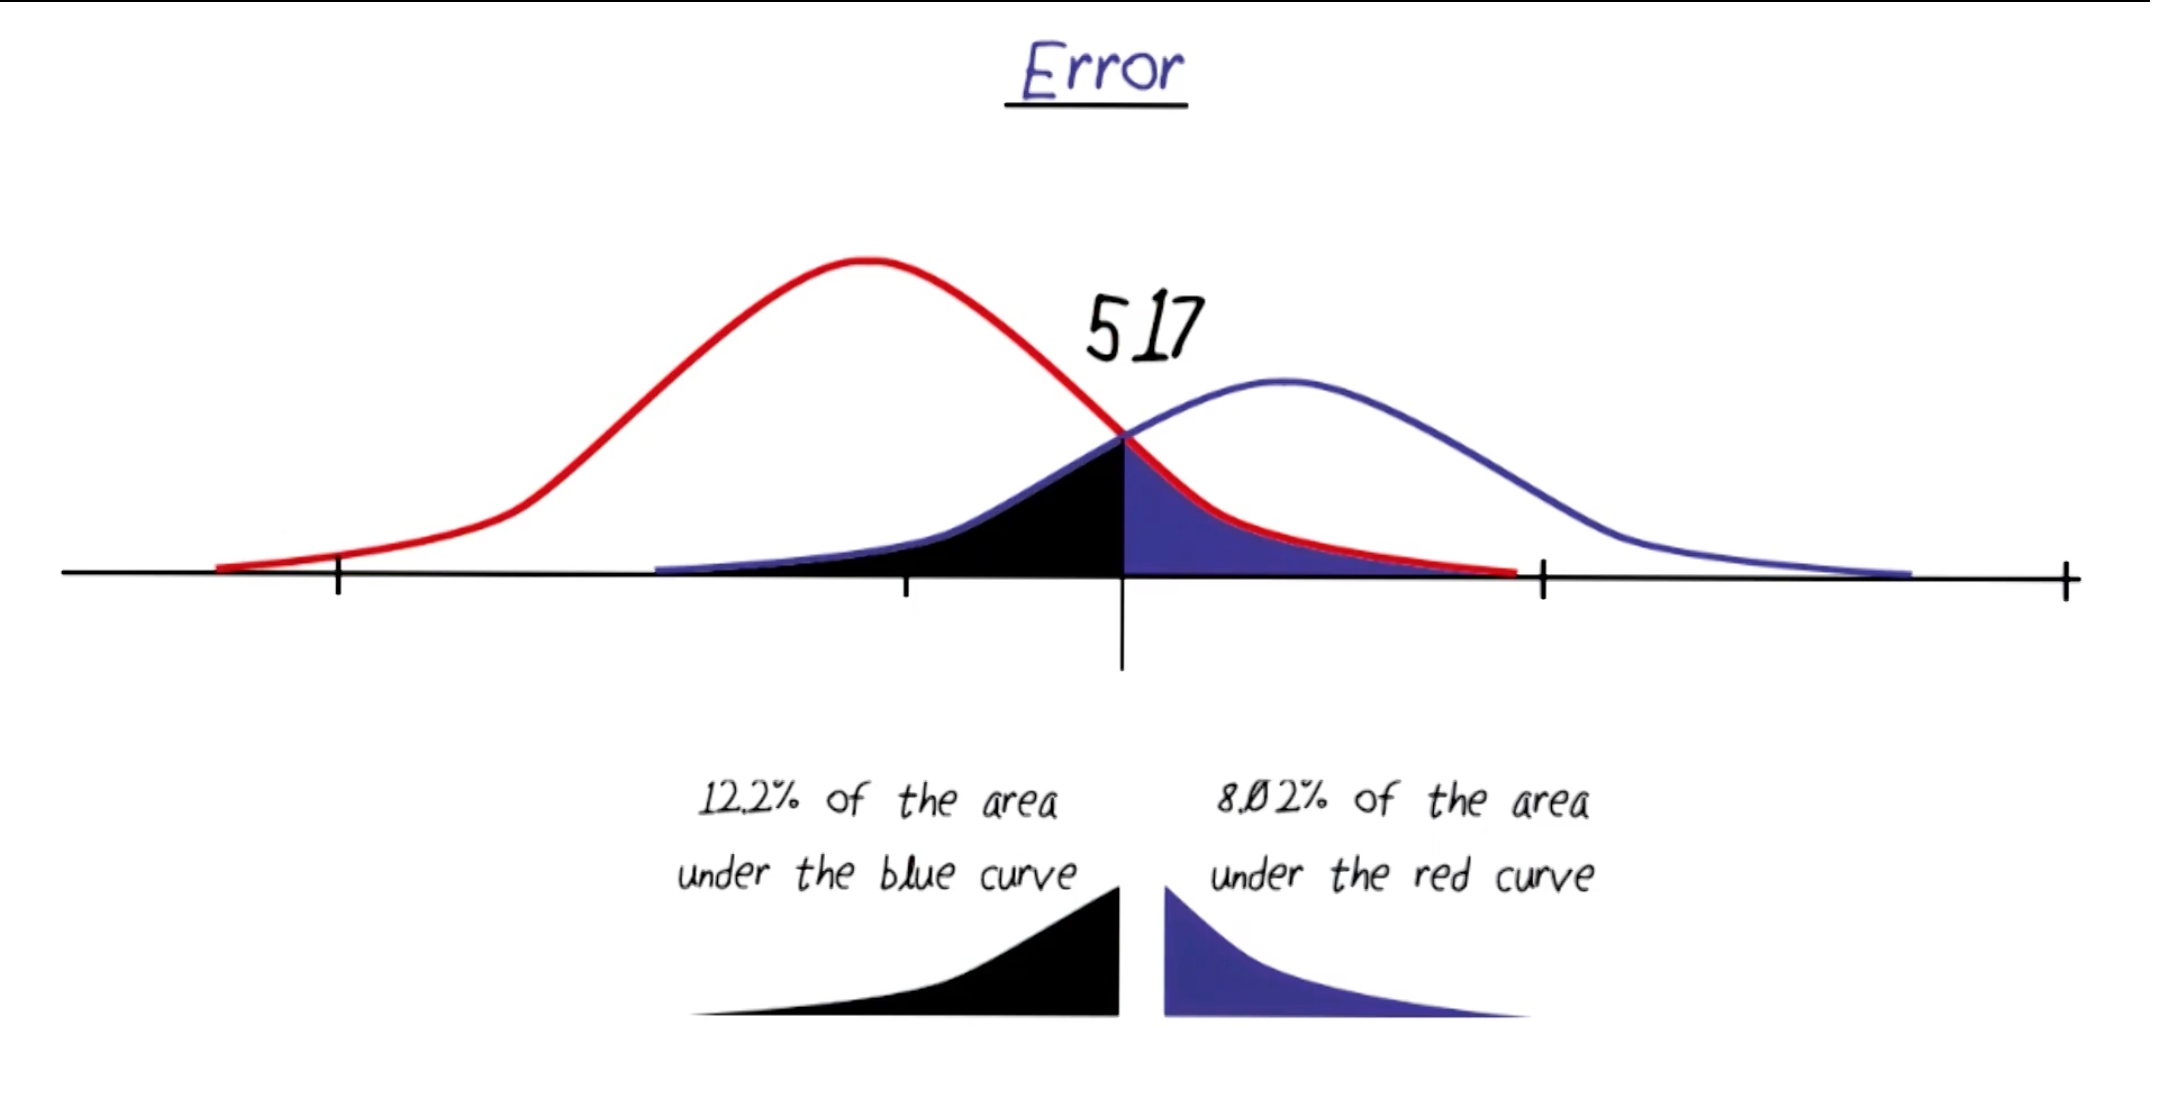 Error
517
12.2% of the area
under the blue curve
8.02% of the area
under the red curve